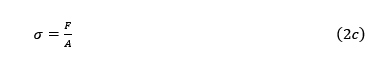 σ = F/A (2c)